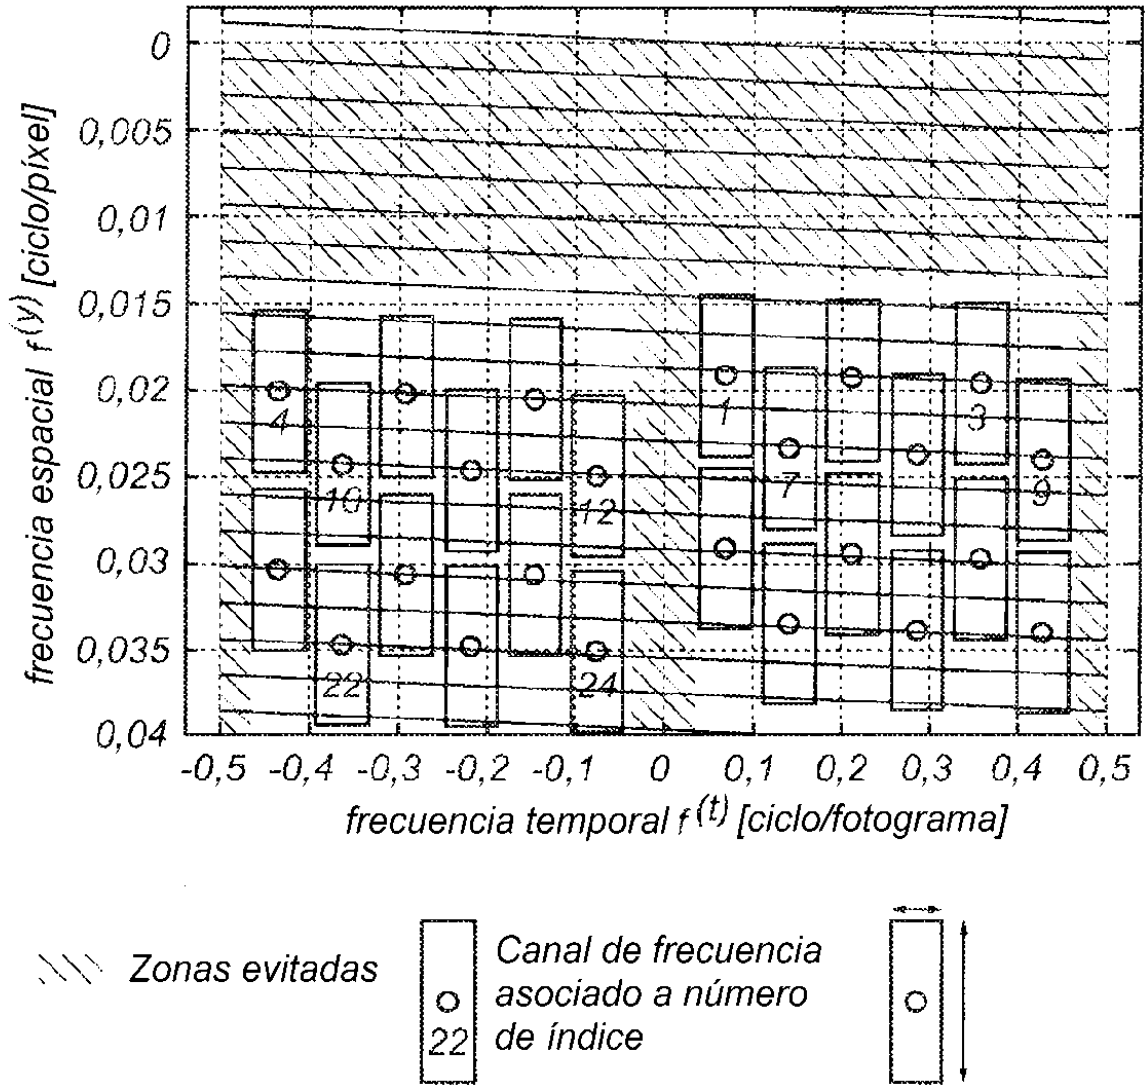 0
0,005
0,01
0,015
0,02
0,025
0,03
0,035
0,04
frecuencia espacial f(y) [ciclo/píxel]
1
3
4
7
9
10
12
22
24
-0,5 -0,4 -0,3 -0,2 -0,1 0 0,1 0,2 0,3 0,4 0,5
frecuencia temporal f(t) [ciclo/fotograma]
Zonas evitadas
22
Canal de frecuencia
asociado a número
de índice